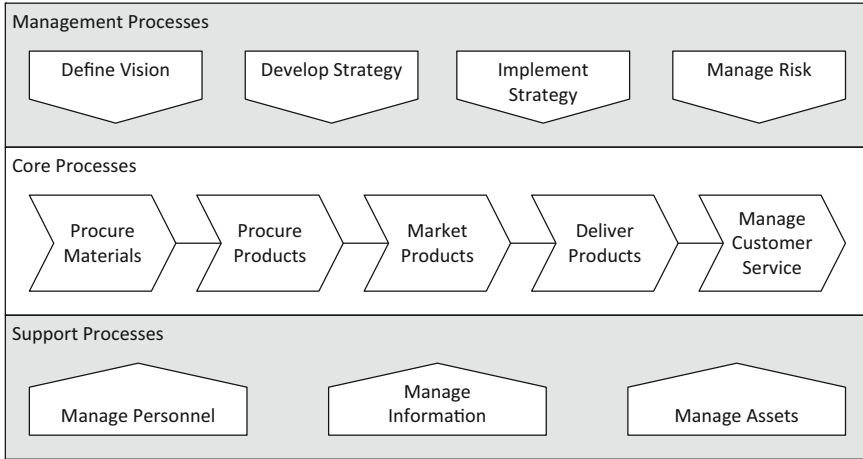 Management Processes
Define Vision
Develop Strategy
Implement
Strategy
Manage Risk
Core Processes
Procure
Materials
Procure
Products
Market
Products
Deliver
Products
Manage
Customer
Service
Support Processes
Manage Personnel
Manage
Information
Manage Assets